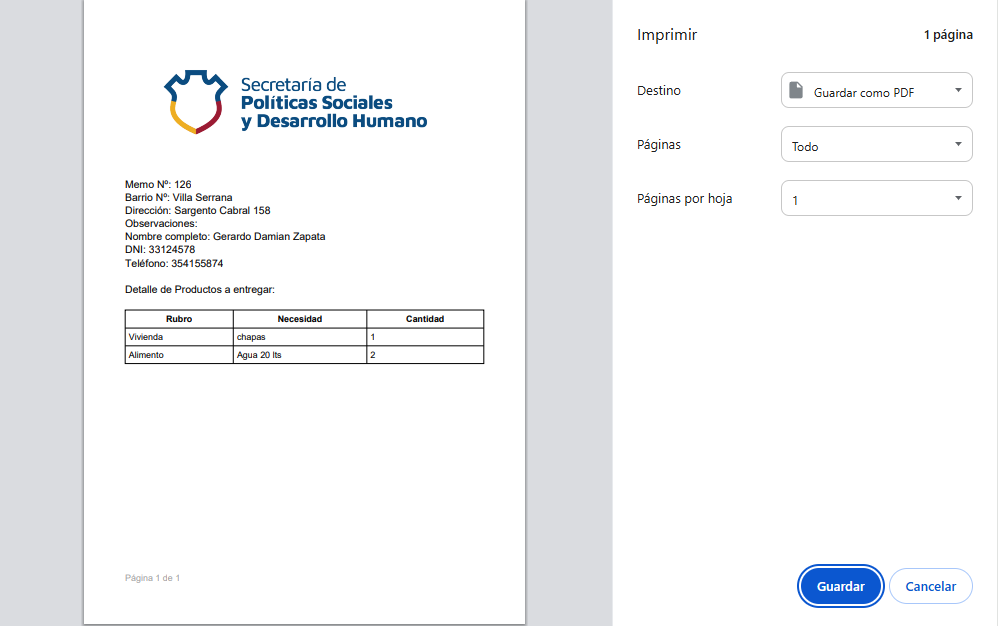 Secretaría de
Políticas Sociales
y Desarrollo Humano
Memo Nº: 126
Barrio Nº: Villa Serrana
Dirección: Sargento Cabral 158
Observaciones:
Nombre completo: Gerardo Damian Zapata
DNI: 33124578
Teléfono: 354155874
Detalle de Productos a entregar:
Rubro Necesidad Cantidad
Vivienda chapas 1
Alimento Agua 20 lts 2
Página 1 de 1
Imprimir 1 página
Destino Guardar como PDF
Páginas Todo
Páginas por hoja 1
Guardar Cancelar